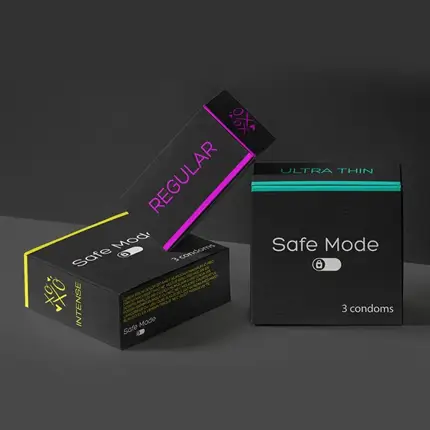 REGULAR
ULTRA THIN
Safe Mode
3 condoms
Safe Mode
3 condoms
INTENSE
Safe Mode